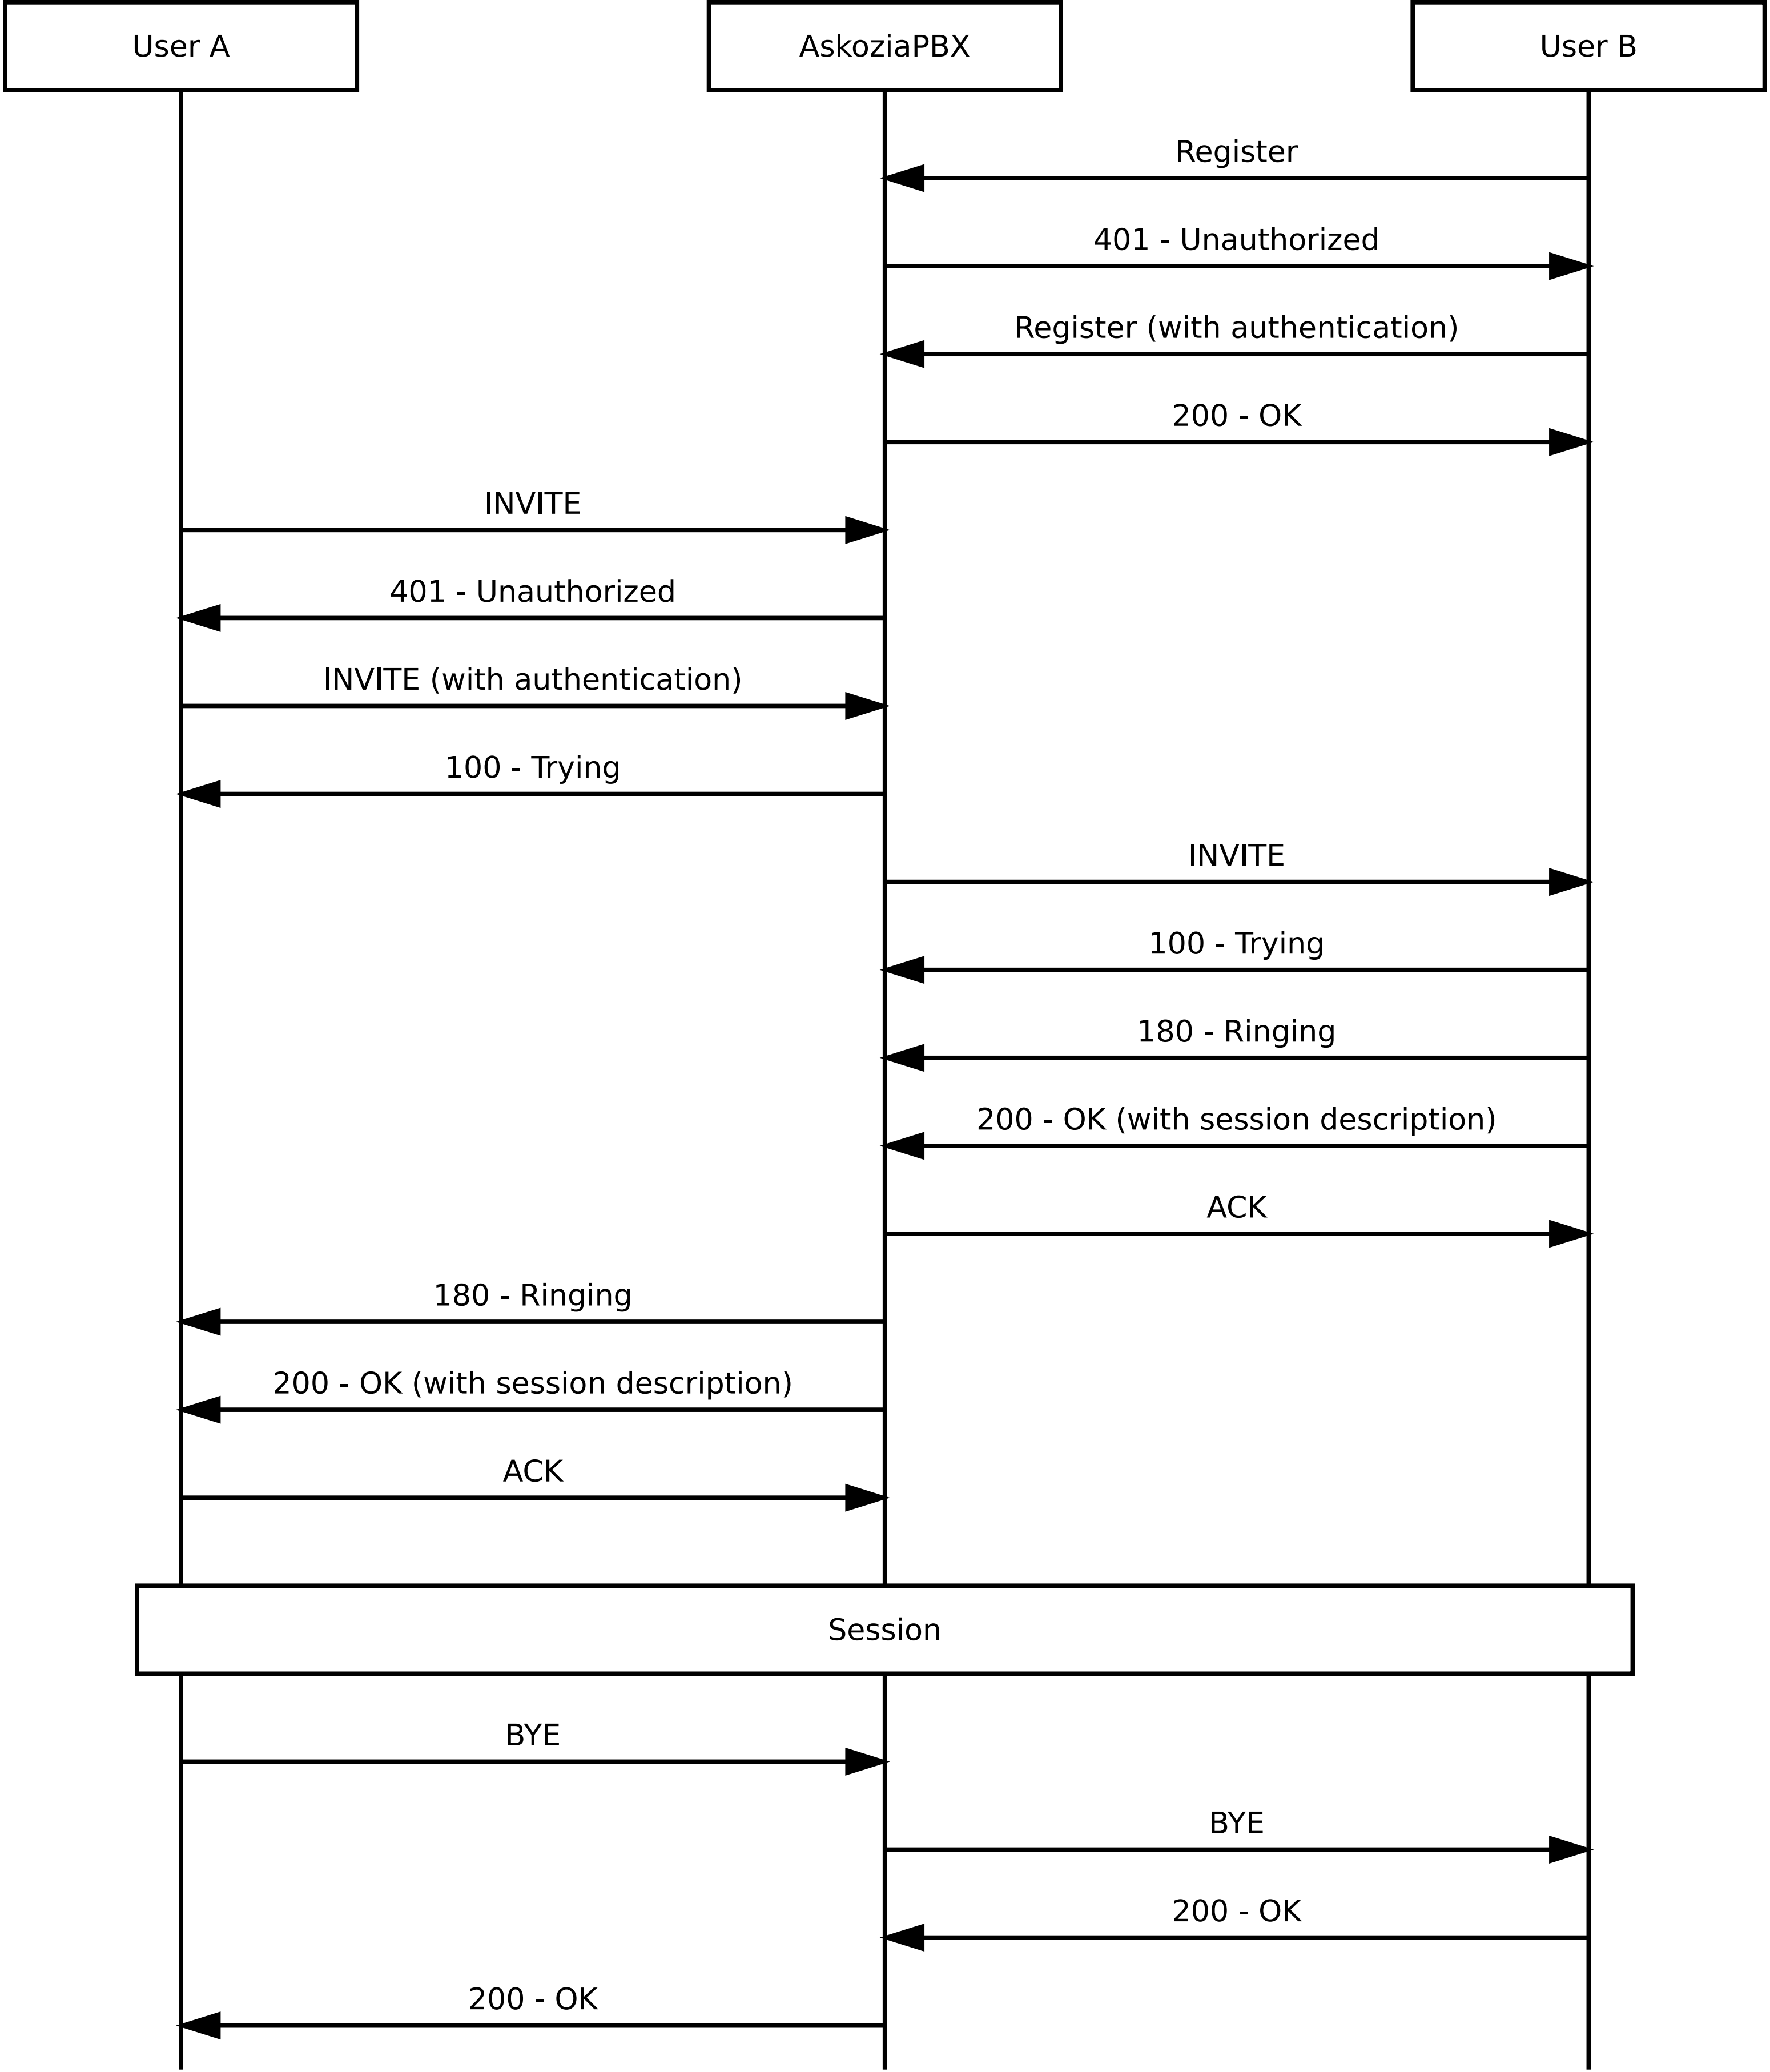 User A
AskoziaPBX
User B
Register
401 - Unauthorized
Register (with authentication)
200 - OK
INVITE
401 - Unauthorized
INVITE (with authentication)
100 - Trying
INVITE
100 - Trying
180 - Ringing
200 - OK (with session description)
ACK
180 - Ringing
200 - OK (with session description)
ACK
Session
BYE
BYE
200 - OK
200 - OK